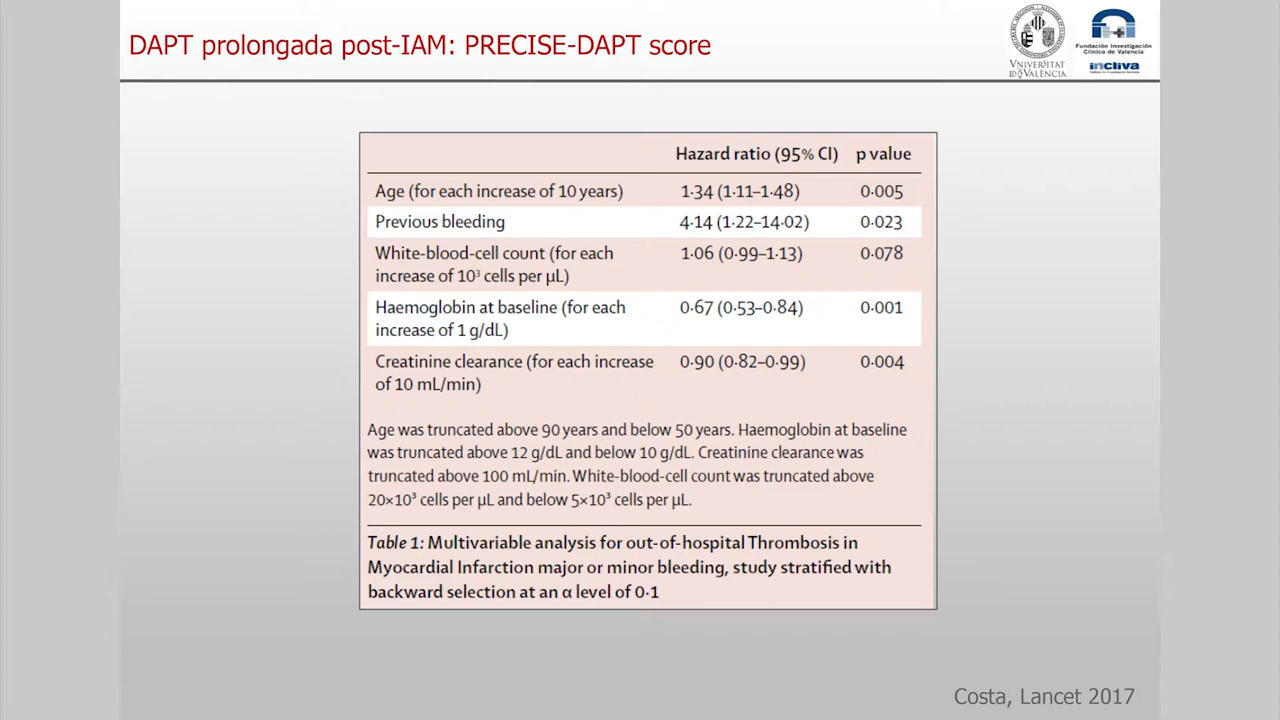 DAPT prolongada post-IAM: PRECISE-DAPT score
VNIVERSITAT
DE VALÈNCIA
Fundación Investigación
Clínico de Valencia
incliva
Hazard ratio (95% CI) p value
Age (for each increase of 10 years) 1·34 (1·11–1·48) 0·005
Previous bleeding 4·14 (1·22–14·02) 0·023
White-blood-cell count (for each 1·06 (0·99–1·13) 0·078
increase of 10³ cells per µL)
Haemoglobin at baseline (for each 0·67 (0·53–0·84) 0·001
increase of 1 g/dL)
Creatinine clearance (for each increase 0·90 (0·82–0·99) 0·004
of 10 mL/min)
Age was truncated above 90 years and below 50 years. Haemoglobin at baseline
was truncated above 12 g/dL and below 10 g/dL. Creatinine clearance was
truncated above 100 mL/min. White-blood-cell count was truncated above
20×10³ cells per µL and below 5×10³ cells per µL.
Table 1: Multivariable analysis for out-of-hospital Thrombosis in
Myocardial Infarction major or minor bleeding, study stratified with
backward selection at an α level of 0·1
Costa, Lancet 2017